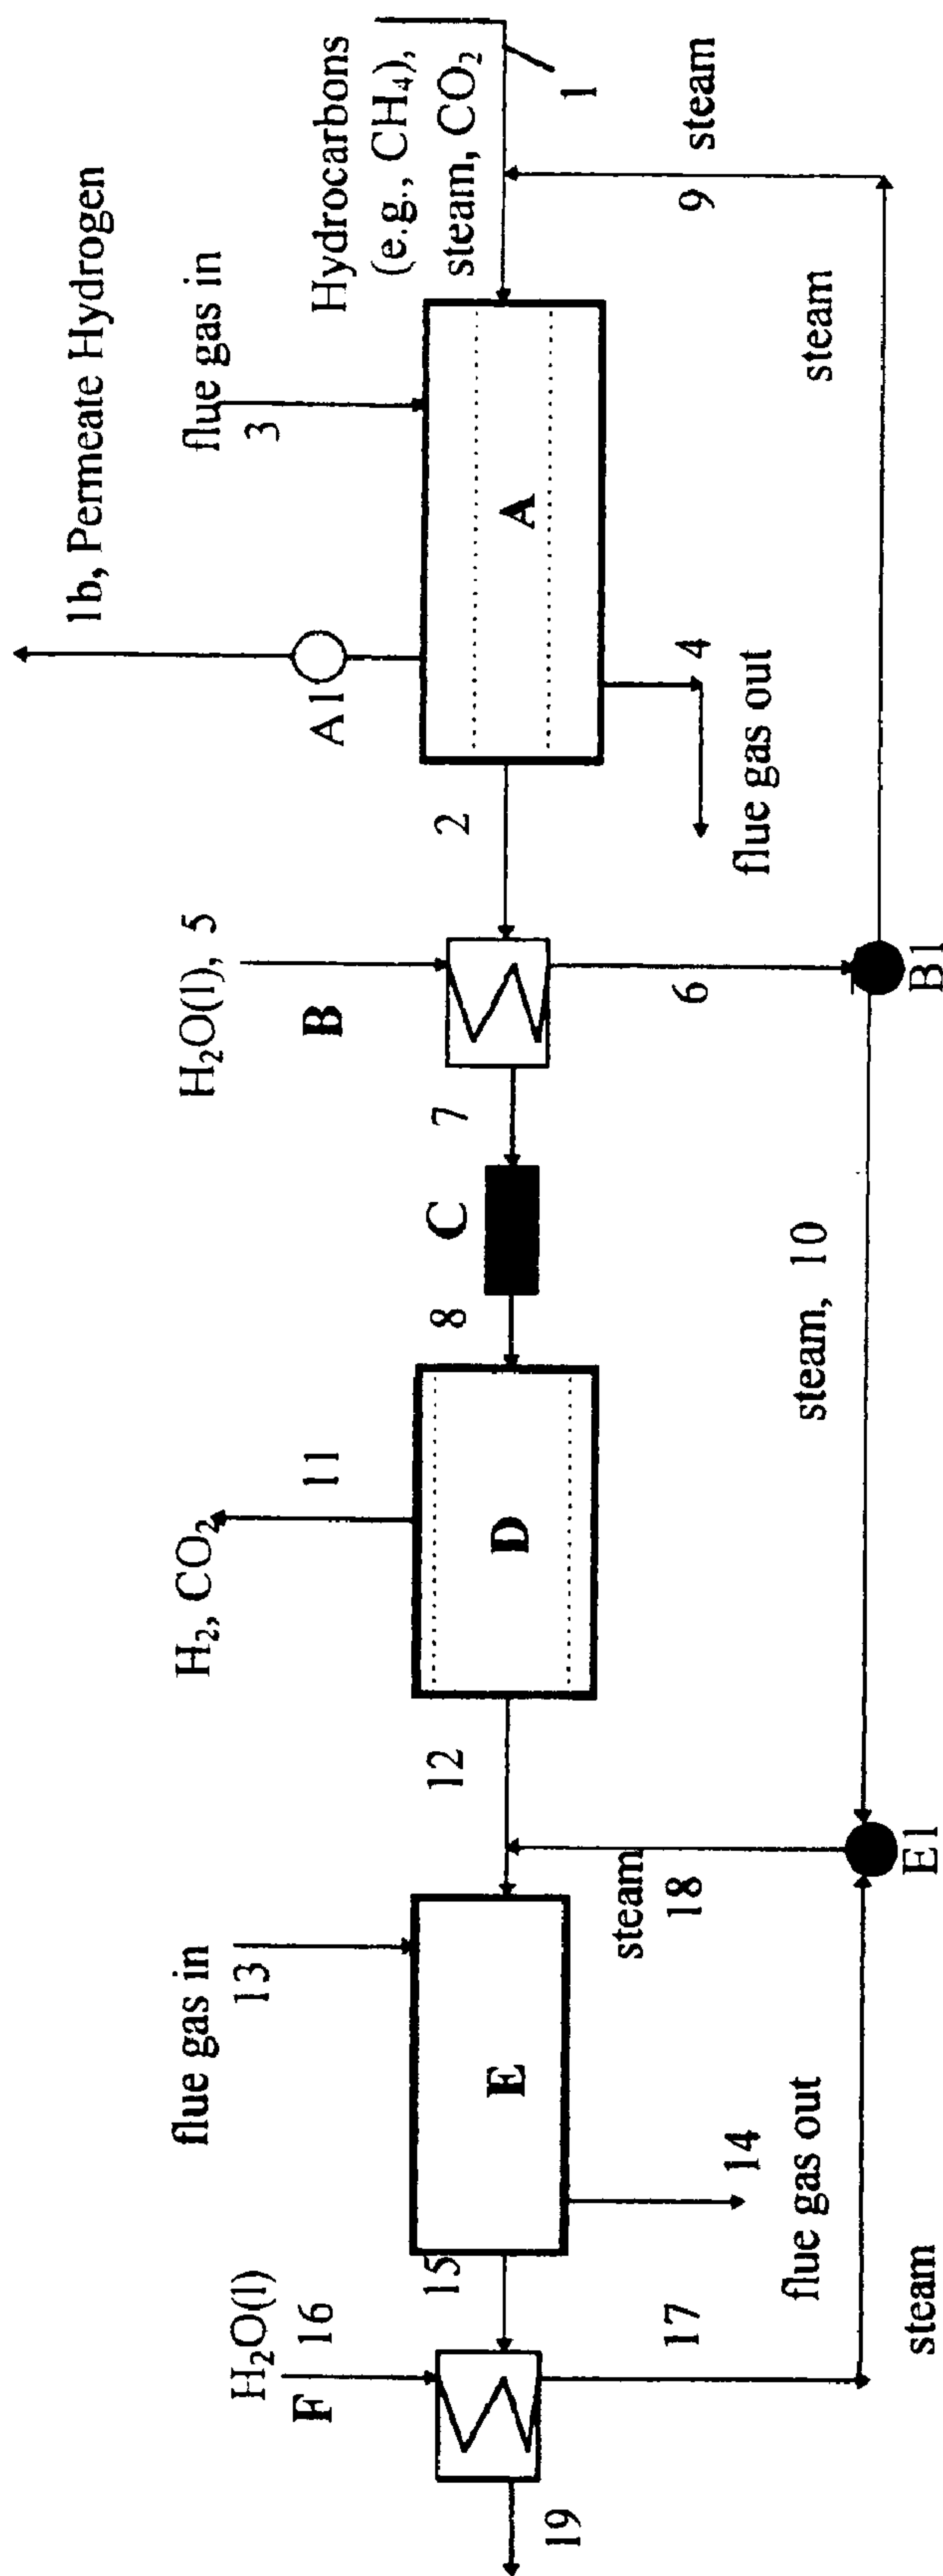 1b, Permeate Hydrogen
flue gas in
3
Hydrocarbons
(e.g., CH₄),
steam, CO₂
1
9
steam
steam
A
A1
2
4
flue gas out
H₂O(l), 5
B
6
B1
7
C
8
steam, 10
H₂, CO₂
11
D
12
steam
18
E1
flue gas in
13
E
14
flue gas out
15
H₂O(l)
16
F
17
steam
19